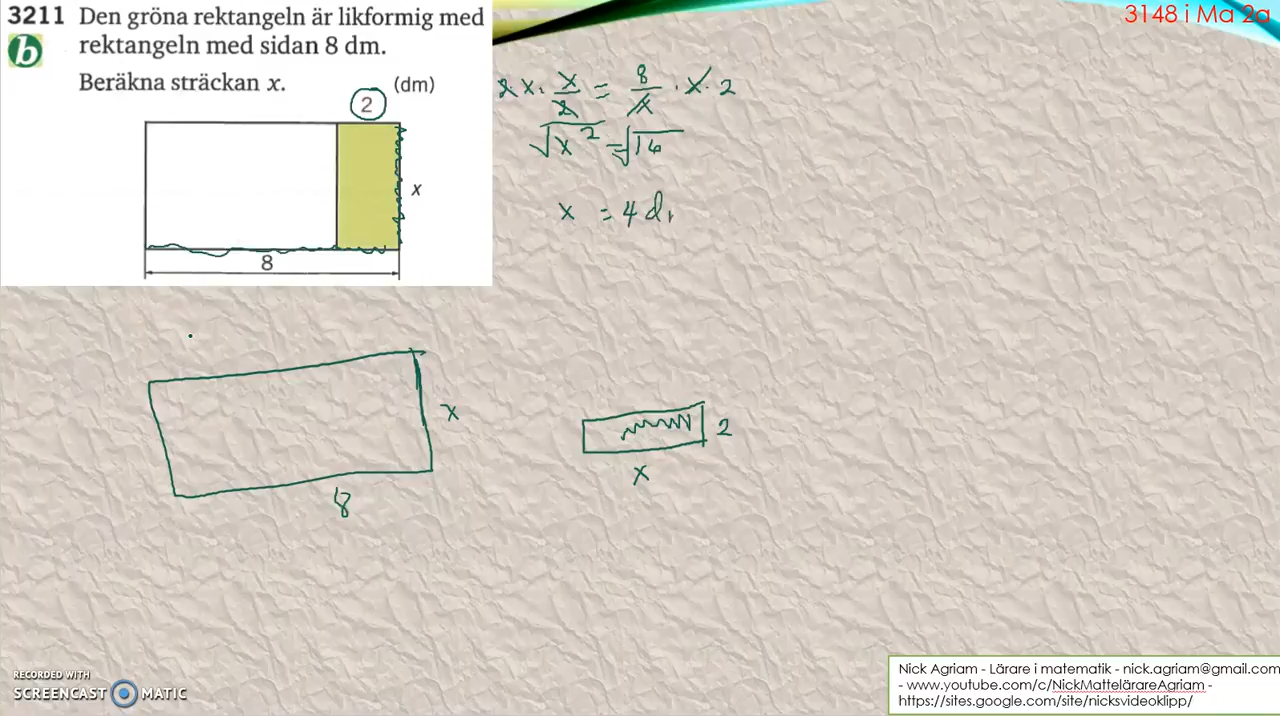 3148 i Ma 2a
3211 Den gröna rektangeln är likformig med
b rektangeln med sidan 8 dm.
Beräkna sträckan x.
(dm)
2
x
8
2x · x/2 = 8/x · x · 2
√x² = √16
x = 4 d
x
8
2
x
RECORDED WITH
SCREENCAST MATIC
Nick Agriam - Lärare i matematik - nick.agriam@gmail.com
- www.youtube.com/c/NickMattelärareAgriam -
https://sites.google.com/site/nicksvideoklipp/